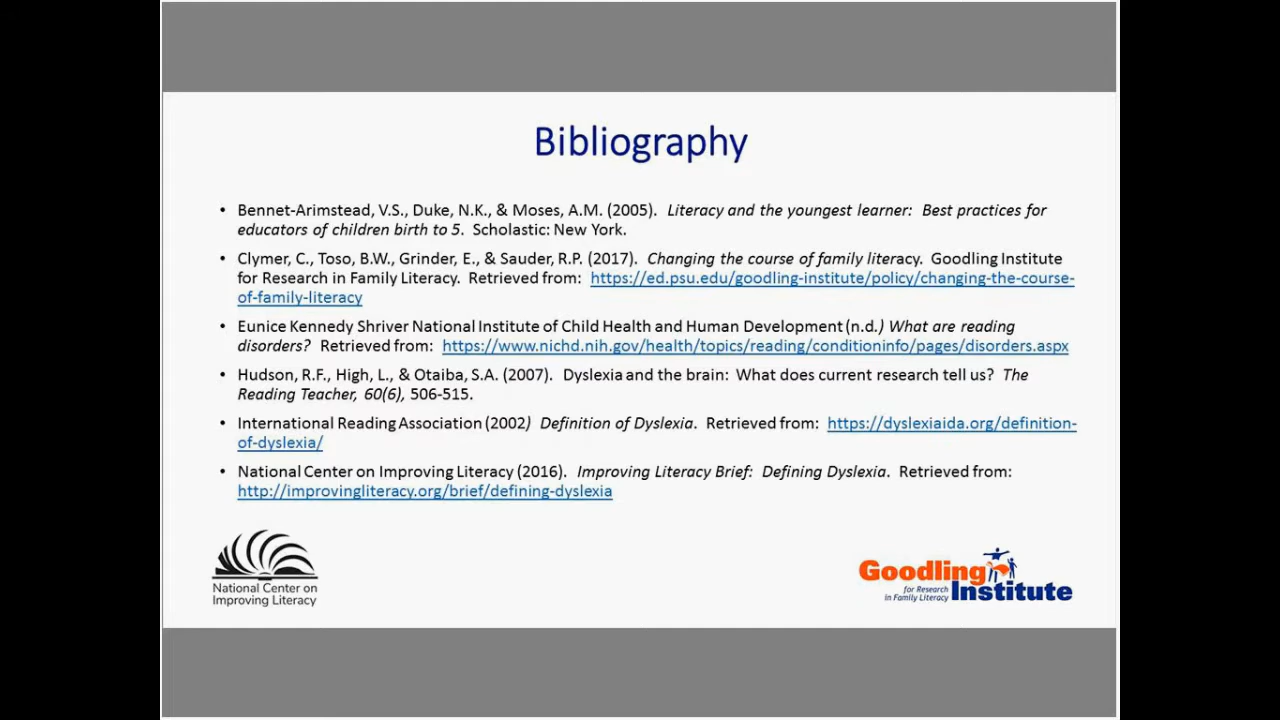 Bibliography
• Bennet-Arimstead, V.S., Duke, N.K., & Moses, A.M. (2005). Literacy and the youngest learner: Best practices for
educators of children birth to 5. Scholastic: New York.
• Clymer, C., Toso, B.W., Grinder, E., & Sauder, R.P. (2017). Changing the course of family literacy. Goodling Institute
for Research in Family Literacy. Retrieved from: https://ed.psu.edu/goodling-institute/policy/changing-the-course-
of-family-literacy
• Eunice Kennedy Shriver National Institute of Child Health and Human Development (n.d.) What are reading
disorders? Retrieved from: https://www.nichd.nih.gov/health/topics/reading/conditioninfo/pages/disorders.aspx
• Hudson, R.F., High, L., & Otaiba, S.A. (2007). Dyslexia and the brain: What does current research tell us? The
Reading Teacher, 60(6), 506-515.
• International Reading Association (2002) Definition of Dyslexia. Retrieved from: https://dyslexiaida.org/definition-
of-dyslexia/
• National Center on Improving Literacy (2016). Improving Literacy Brief: Defining Dyslexia. Retrieved from:
http://improvingliteracy.org/brief/defining-dyslexia
National Center on
Improving Literacy
Goodling
for Research
in Family Literacy
Institute